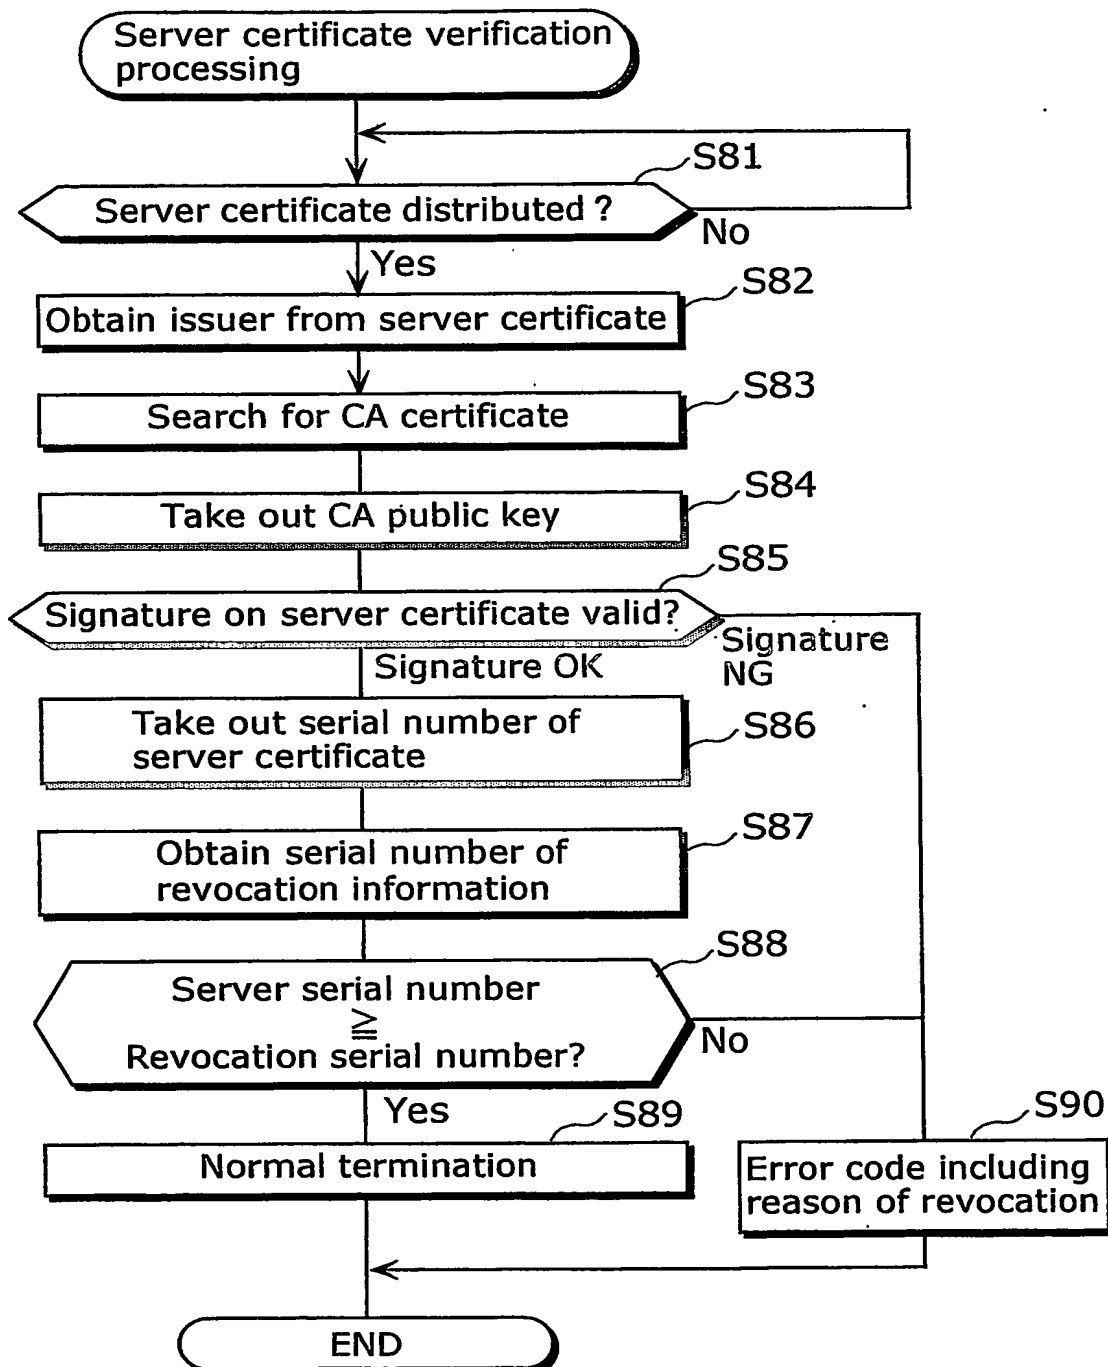 Server certificate verification
processing
S81
Server certificate distributed ?
No
Yes
S82
Obtain issuer from server certificate
S83
Search for CA certificate
S84
Take out CA public key
S85
Signature on server certificate valid?
Signature
NG
Signature OK
Take out serial number of
server certificate
S86
S87
Obtain serial number of
revocation information
S88
Server serial number
≧
Revocation serial number?
No
Yes
S89
Normal termination
S90
Error code including
reason of revocation
END